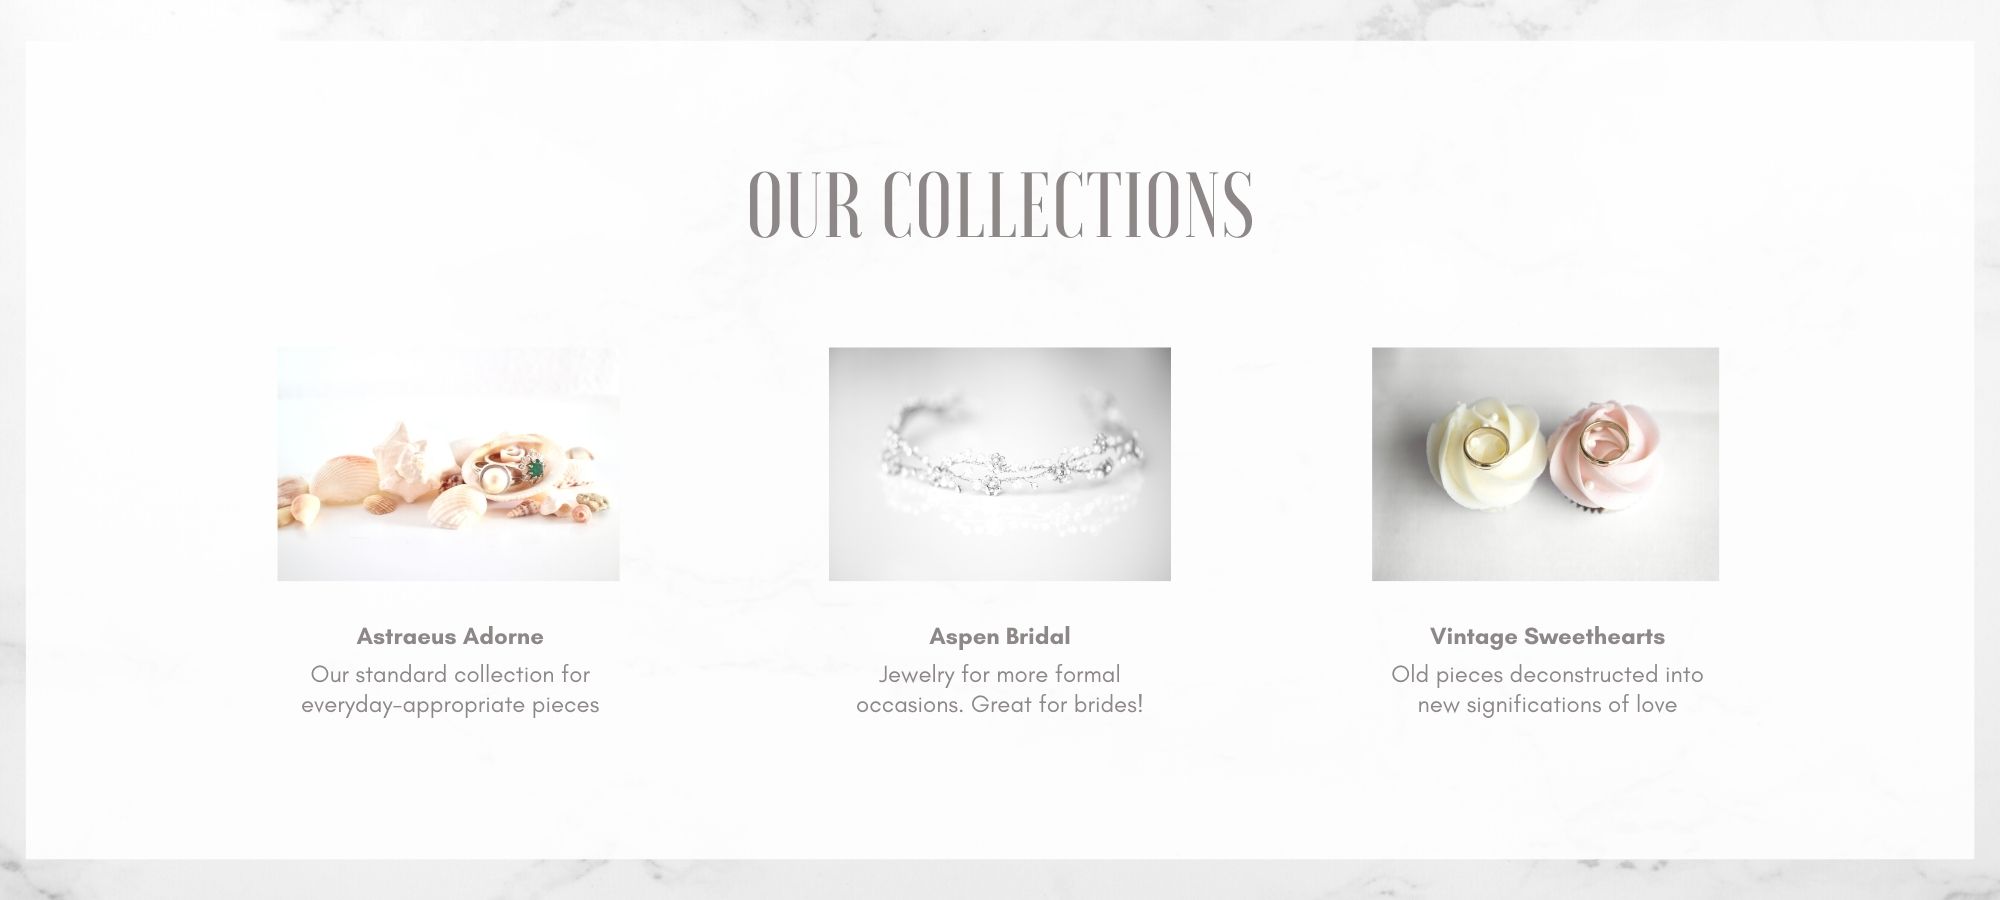 OUR COLLECTIONS
Astraeus Adorne
Our standard collection for
everyday-appropriate pieces
Aspen Bridal
Jewelry for more formal
occasions. Great for brides!
Vintage Sweethearts
Old pieces deconstructed into
new significations of love